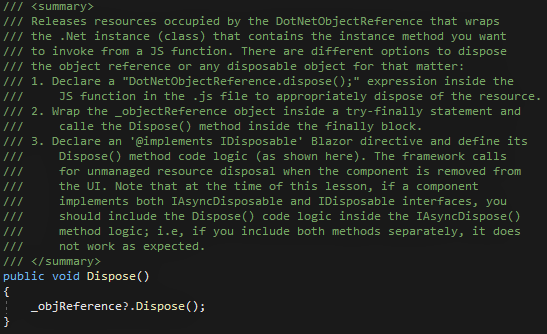 /// <summary>
/// Releases resources occupied by the DotNetObjectReference that wraps
/// the .Net instance (class) that contains the instance method you want
/// to invoke from a JS function. There are different options to dispose
/// the object reference or any disposable object for that matter:
/// 1. Declare a "DotNetObjectReference.dispose();" expression inside the
///    JS function in the .js file to appropriately dispose of the resource.
/// 2. Wrap the _objectReference object inside a try-finally statement and
///    calle the Dispose() method inside the finally block.
/// 3. Declare an '@implements IDisposable' Blazor directive and define its
///    Dispose() method code logic (as shown here). The framework calls
///    for unmanaged resource disposal when the component is removed from
///    the UI. Note that at the time of this lesson, if a component
///    implements both IAsyncDisposable and IDisposable interfaces, you
///    should include the Dispose() code logic inside the IAsyncDispose()
///    method logic; i.e, if you include both methods separately, it does
///    not work as expected.
/// </summary>
public void Dispose()
{
    _objReference?.Dispose();
}